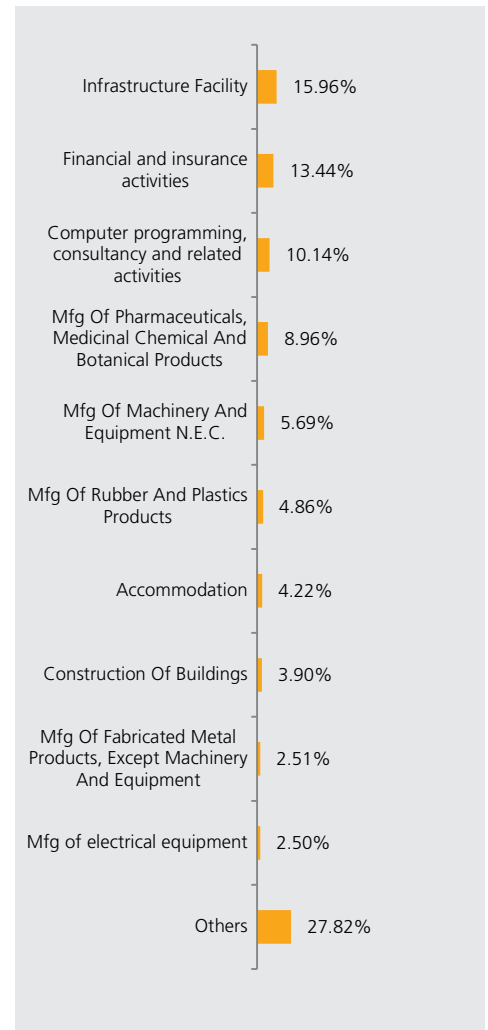 Infrastructure Facility 15.96%
Financial and insurance
activities 13.44%
Computer programming,
consultancy and related
activities 10.14%
Mfg Of Pharmaceuticals,
Medicinal Chemical And
Botanical Products 8.96%
Mfg Of Machinery And
Equipment N.E.C. 5.69%
Mfg Of Rubber And Plastics
Products 4.86%
Accommodation 4.22%
Construction Of Buildings 3.90%
Mfg Of Fabricated Metal
Products, Except Machinery
And Equipment 2.51%
Mfg of electrical equipment 2.50%
Others 27.82%